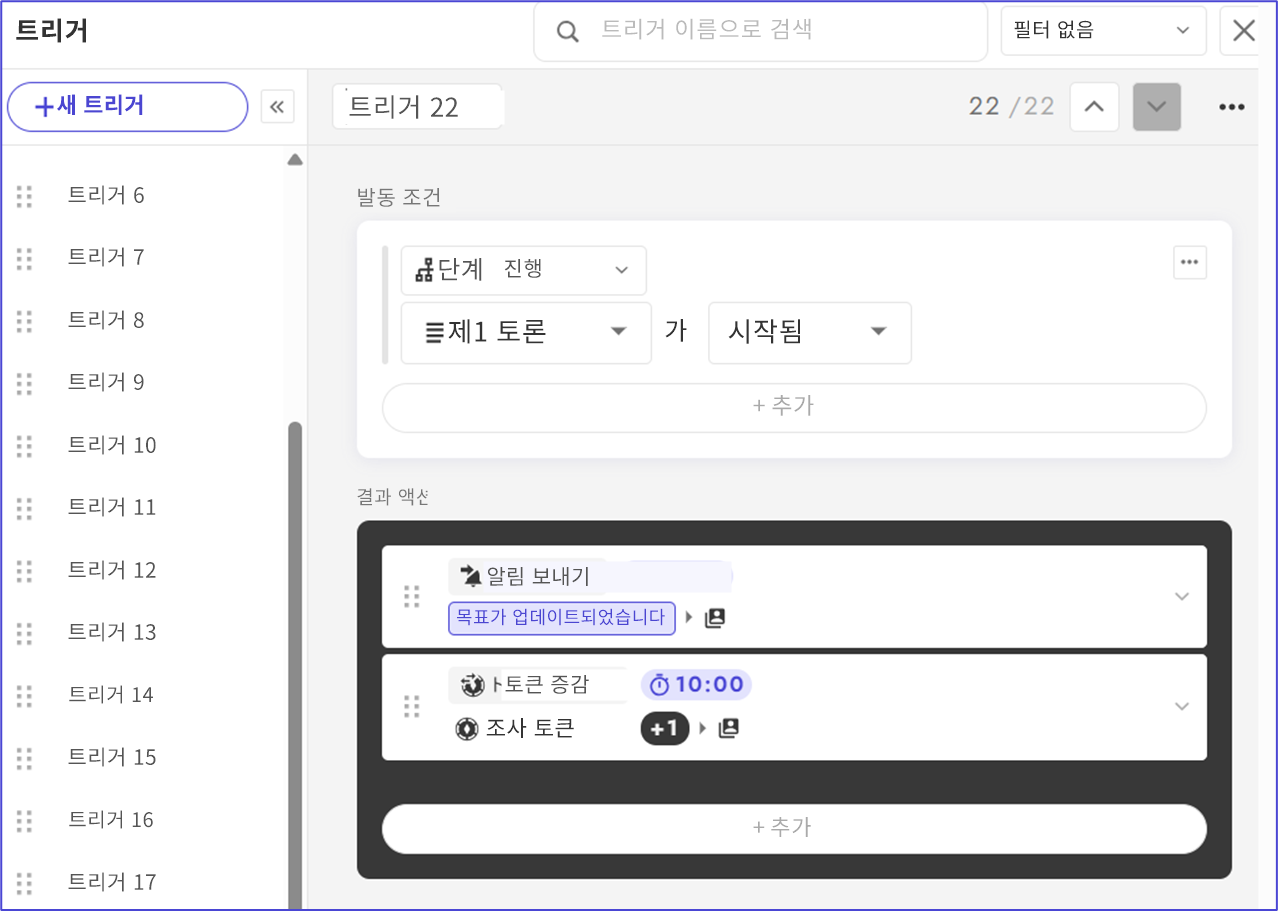 트리거
트리거 이름으로 검색
필터 없음
+새 트리거
«
트리거 22
22 /22
트리거 6
트리거 7
트리거 8
트리거 9
트리거 10
트리거 11
트리거 12
트리거 13
트리거 14
트리거 15
트리거 16
트리거 17
발동 조건
단계 진행
제1 토론 가 시작됨
+ 추가
결과 액션
알림 보내기
목표가 업데이트되었습니다
토큰 증감 10:00
조사 토큰 +1
+ 추가